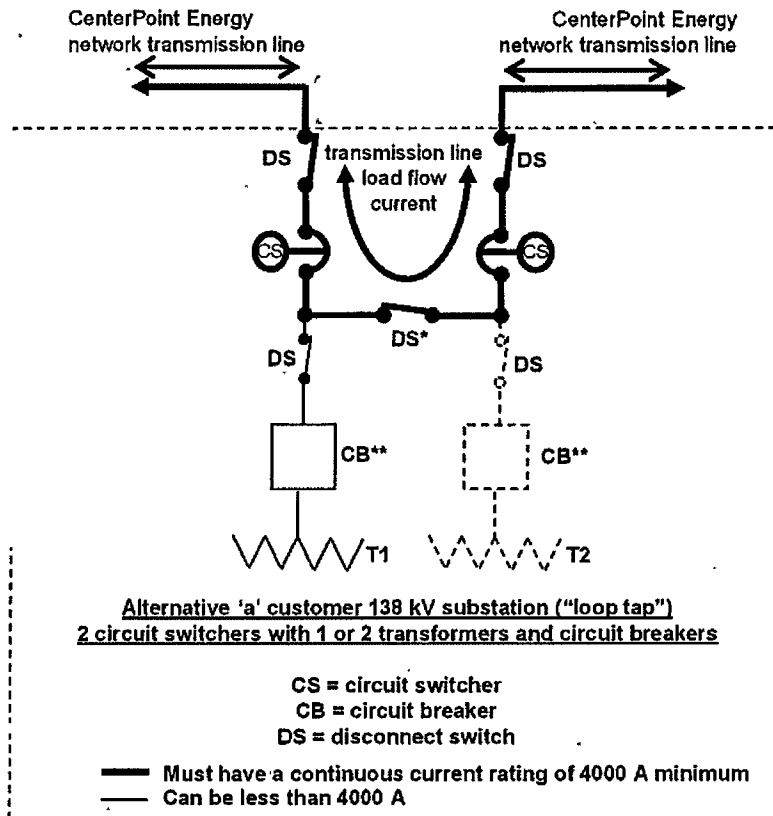 CenterPoint Energy
network transmission line
CenterPoint Energy
network transmission line
DS
transmission line
load flow
current
DS
CS
CS
DS*
DS
DS
CB**
CB**
T1
T2
Alternative 'a' customer 138 kV substation ("loop tap")
2 circuit switchers with 1 or 2 transformers and circuit breakers
CS = circuit switcher
CB = circuit breaker
DS = disconnect switch
Must have a continuous current rating of 4000 A minimum
Can be less than 4000 A